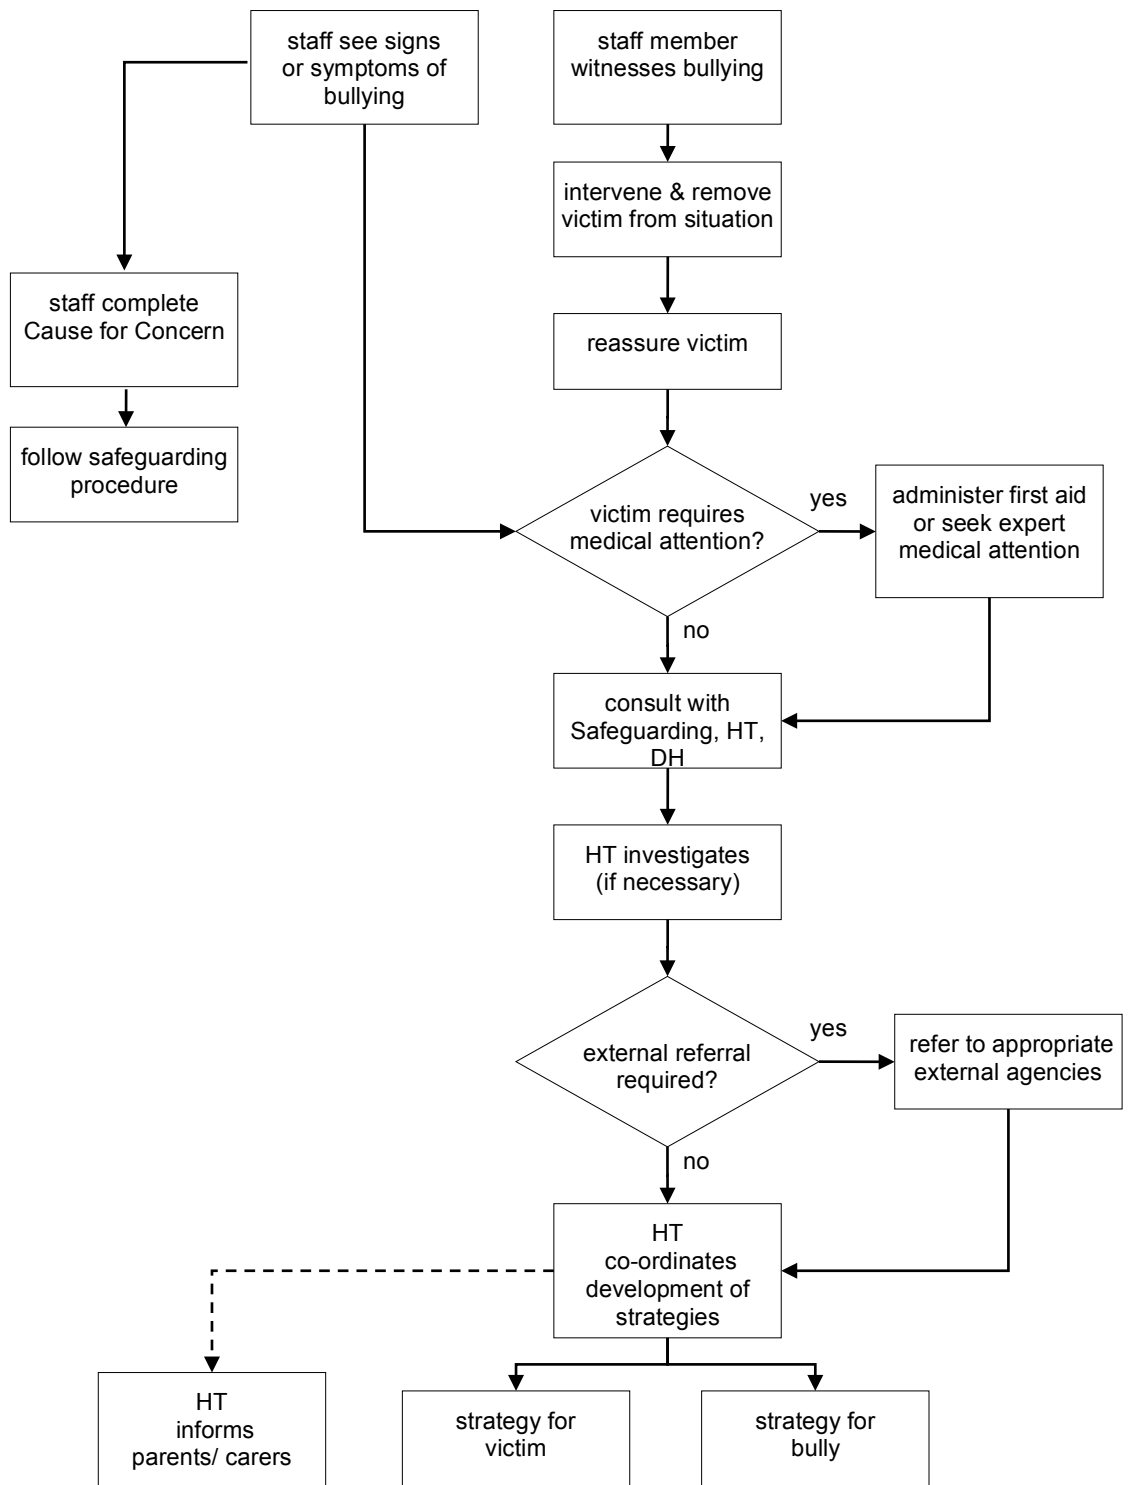 staff see signs
or symptoms of
bullying
staff member
witnesses bullying
intervene & remove
victim from situation
staff complete
Cause for Concern
reassure victim
follow safeguarding
procedure
victim requires
medical attention?
yes
administer first aid
or seek expert
medical attention
no
consult with
Safeguarding, HT,
DH
HT investigates
(if necessary)
external referral
required?
yes
refer to appropriate
external agencies
no
HT
co-ordinates
development of
strategies
HT
informs
parents/ carers
strategy for
victim
strategy for
bully